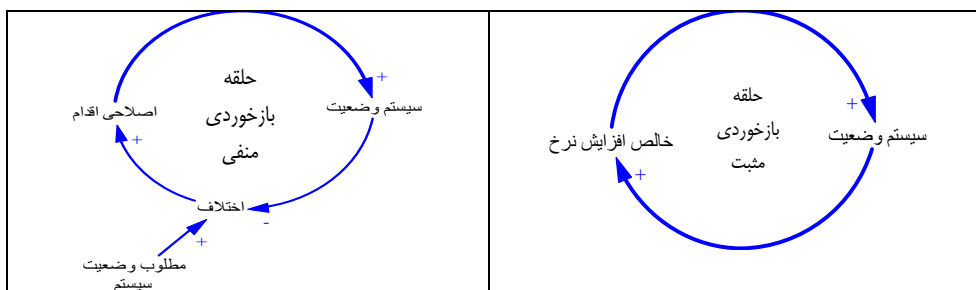 حلقه
بازخوردی
مثبت
+
سیستم وضعیت
خالص افزایش نرخ
+
حلقه
بازخوردی
منفی
+
سیستم وضعیت
اصلاحی اقدام
+
اختلاف
-
+
مطلوب وضعیت
سیستم